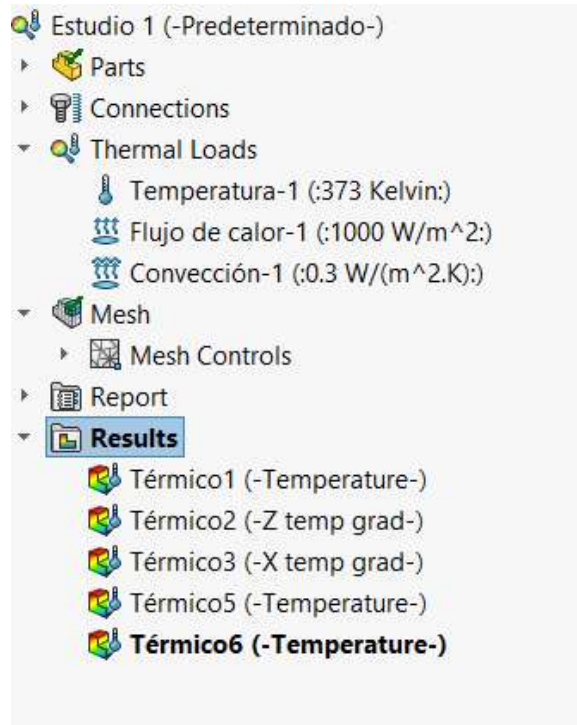 Estudio 1 (-Predeterminado-)
Parts
Connections
Thermal Loads
Temperatura-1 (:373 Kelvin:)
Flujo de calor-1 (:1000 W/m^2:)
Convección-1 (:0.3 W/(m^2.K):)
Mesh
Mesh Controls
Report
Results
Térmico1 (-Temperature-)
Térmico2 (-Z temp grad-)
Térmico3 (-X temp grad-)
Térmico5 (-Temperature-)
Térmico6 (-Temperature-)